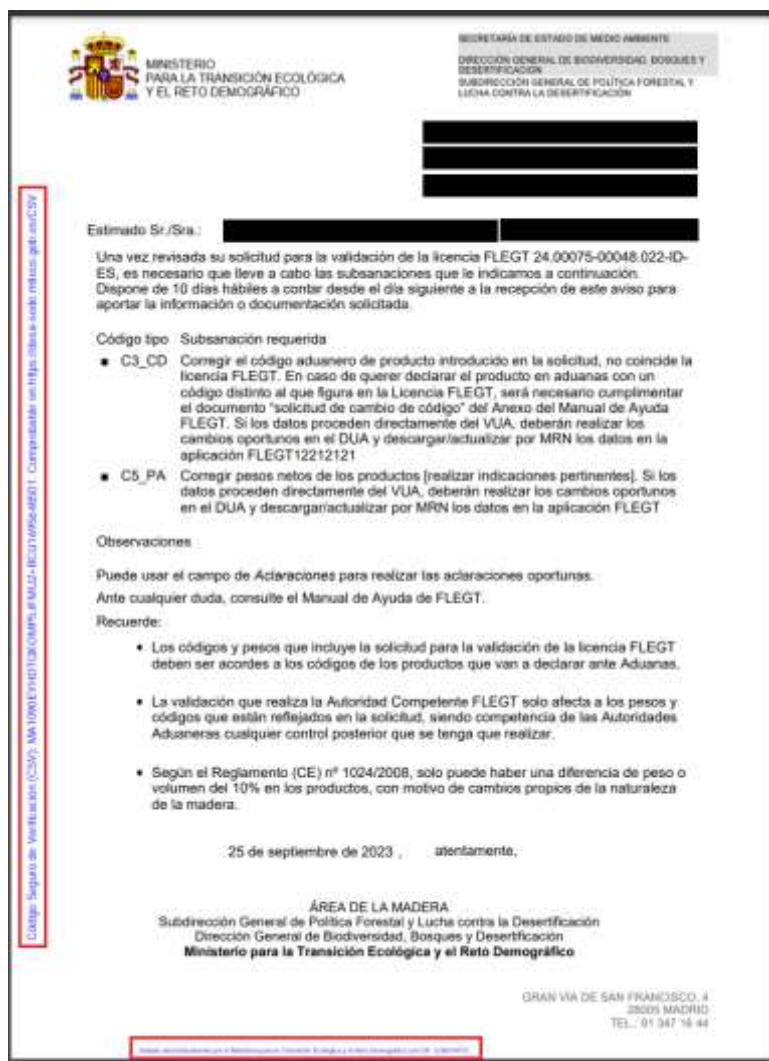 MINISTERIO
PARA LA TRANSICIÓN ECOLÓGICA
Y EL RETO DEMOGRÁFICO
SECRETARÍA DE ESTADO DE MEDIO AMBIENTE
DIRECCIÓN GENERAL DE BIODIVERSIDAD, BOSQUES Y
DESERTIFICACIÓN
SUBDIRECCIÓN GENERAL DE POLÍTICA FORESTAL Y
LUCHA CONTRA LA DESERTIFICACIÓN
Estimado Sr./Sra.:
Una vez revisada su solicitud para la validación de la licencia FLEGT 24.00075-00048.022-ID-
ES, es necesario que lleve a cabo las subsanaciones que le indicamos a continuación.
Dispone de 10 días hábiles a contar desde el día siguiente a la recepción de este aviso para
aportar la información o documentación solicitada.
Código tipo Subsanación requerida
▪ C3_CD Corregir el código aduanero de producto introducido en la solicitud, no coincide la
licencia FLEGT. En caso de querer declarar el producto en aduanas con un
código distinto al que figura en la Licencia FLEGT, será necesario cumplimentar
el documento "solicitud de cambio de código" del Anexo del Manual de Ayuda
FLEGT. Si los datos proceden directamente del VUA, deberán realizar los
cambios oportunos en el DUA y descargar/actualizar por MRN los datos en la
aplicación FLEGT12212121
▪ C5_PA Corregir pesos netos de los productos [realizar indicaciones pertinentes]. Si los
datos proceden directamente del VUA, deberán realizar los cambios oportunos
en el DUA y descargar/actualizar por MRN los datos en la aplicación FLEGT
Observaciones
Puede usar el campo de Aclaraciones para realizar las aclaraciones oportunas.
Ante cualquier duda, consulte el Manual de Ayuda de FLEGT.
Recuerde:
• Los códigos y pesos que incluye la solicitud para la validación de la licencia FLEGT
deben ser acordes a los códigos de los productos que van a declarar ante Aduanas.
• La validación que realiza la Autoridad Competente FLEGT solo afecta a los pesos y
códigos que están reflejados en la solicitud, siendo competencia de las Autoridades
Aduaneras cualquier control posterior que se tenga que realizar.
• Según el Reglamento (CE) nº 1024/2008, solo puede haber una diferencia de peso o
volumen del 10% en los productos, con motivo de cambios propios de la naturaleza
de la madera.
25 de septiembre de 2023 , atentamente,
ÁREA DE LA MADERA
Subdirección General de Política Forestal y Lucha contra la Desertificación
Dirección General de Biodiversidad, Bosques y Desertificación
Ministerio para la Transición Ecológica y el Reto Demográfico
GRAN VIA DE SAN FRANCISCO, 4
28005 MADRID
TEL.: 91 347 16 44
Código Seguro de Verificación (CSV):